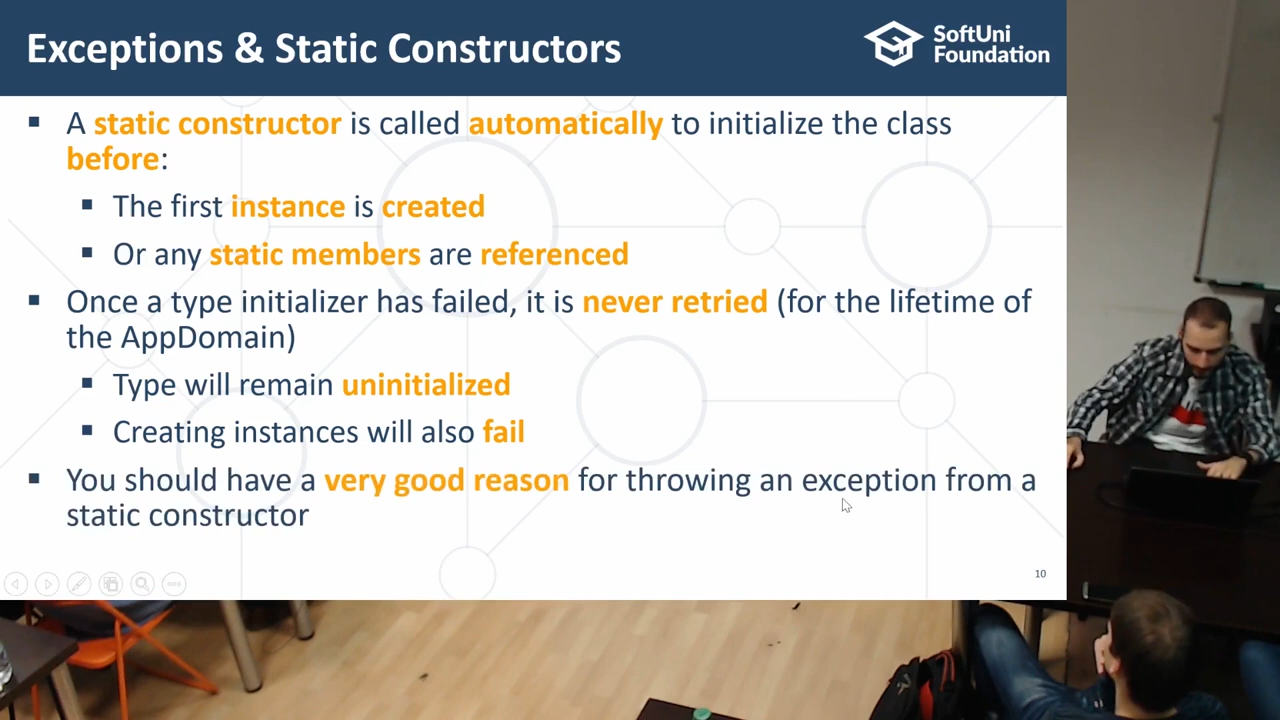 Exceptions & Static Constructors
SoftUni
Foundation
▪ A static constructor is called automatically to initialize the class
before:
▪ The first instance is created
▪ Or any static members are referenced
▪ Once a type initializer has failed, it is never retried (for the lifetime of
the AppDomain)
▪ Type will remain uninitialized
▪ Creating instances will also fail
▪ You should have a very good reason for throwing an exception from a
static constructor
10